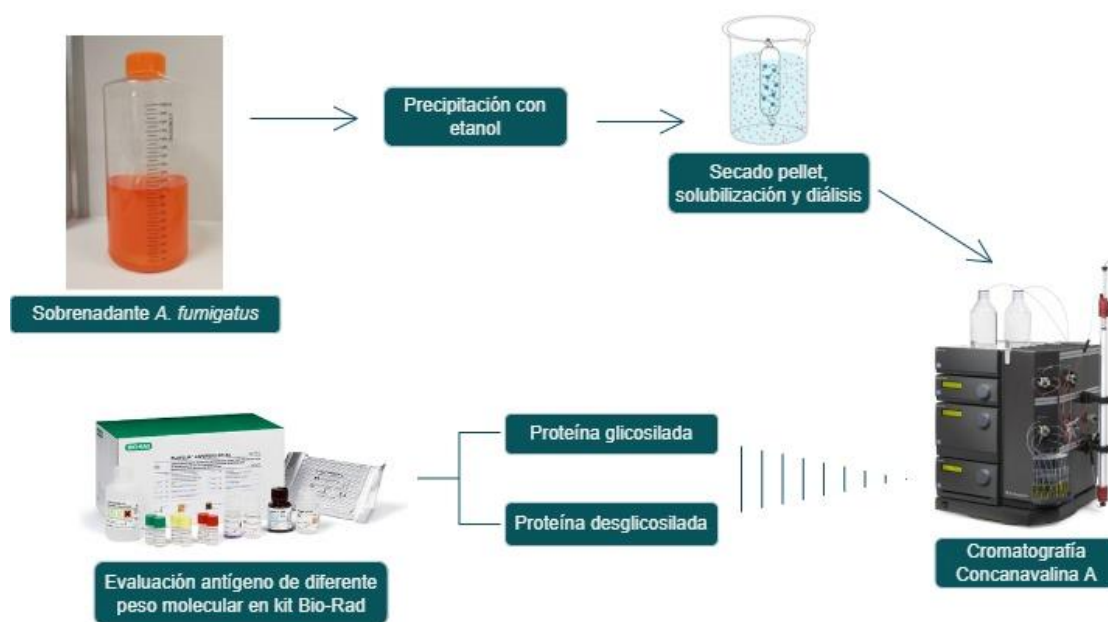 Precipitación con
etanol
Secado pellet,
solubilización y diálisis
Sobrenadante A. fumigatus
Cromatografía
Concanavalina A
Proteína glicosilada
Proteína desglicosilada
BIO-RAD
Evaluación antígeno de diferente
peso molecular en kit Bio-Rad